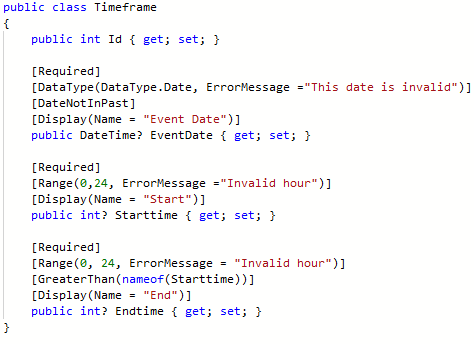 public class Timeframe
{
    public int Id { get; set; }

    [Required]
    [DataType(DataType.Date, ErrorMessage ="This date is invalid")]
    [DateNotInPast]
    [Display(Name = "Event Date")]
    public DateTime? EventDate { get; set; }

    [Required]
    [Range(0,24, ErrorMessage ="Invalid hour")]
    [Display(Name = "Start")]
    public int? Starttime { get; set; }

    [Required]
    [Range(0, 24, ErrorMessage = "Invalid hour")]
    [GreaterThan(nameof(Starttime))]
    [Display(Name = "End")]
    public int? Endtime { get; set; }
}